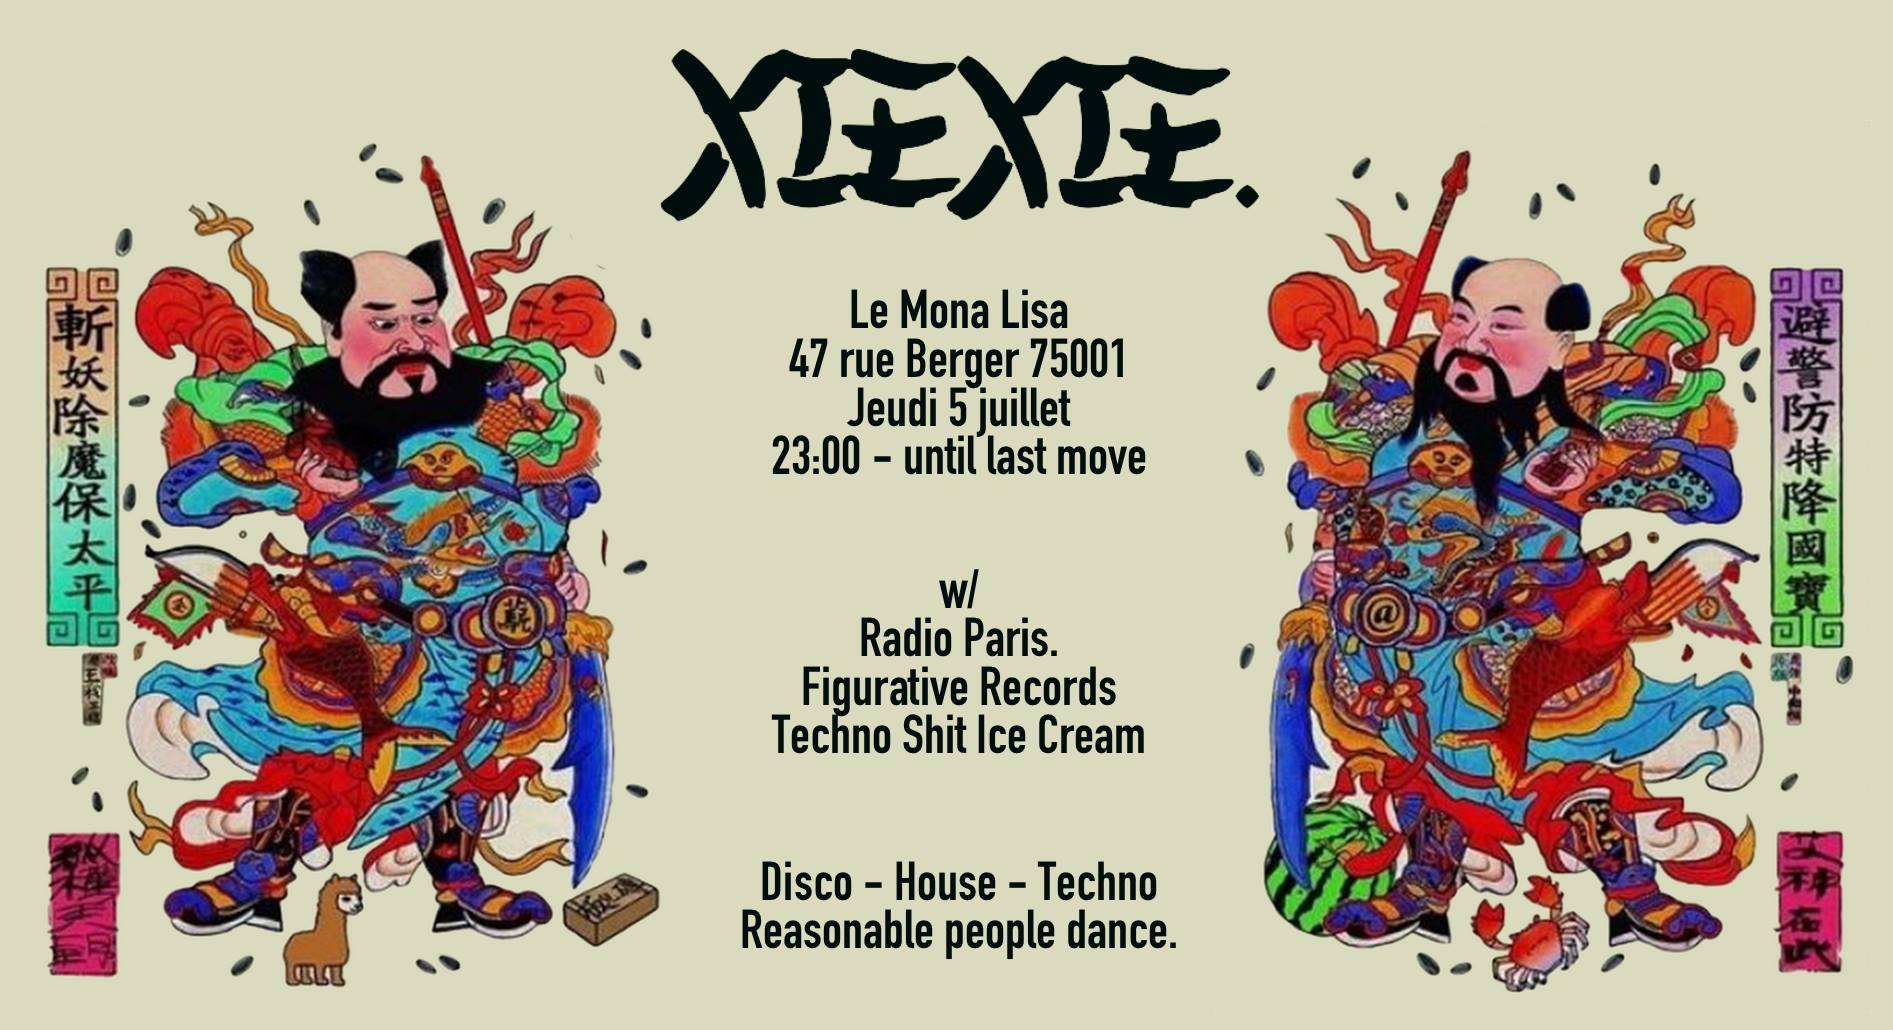 XIEXIE.
Le Mona Lisa
47 rue Berger 75001
Jeudi 5 juillet
23:00 – until last move
w/
Radio Paris.
Figurative Records
Techno Shit Ice Cream
Disco – House – Techno
Reasonable people dance.
斬妖除魔保太平
避警防特降國寶
@